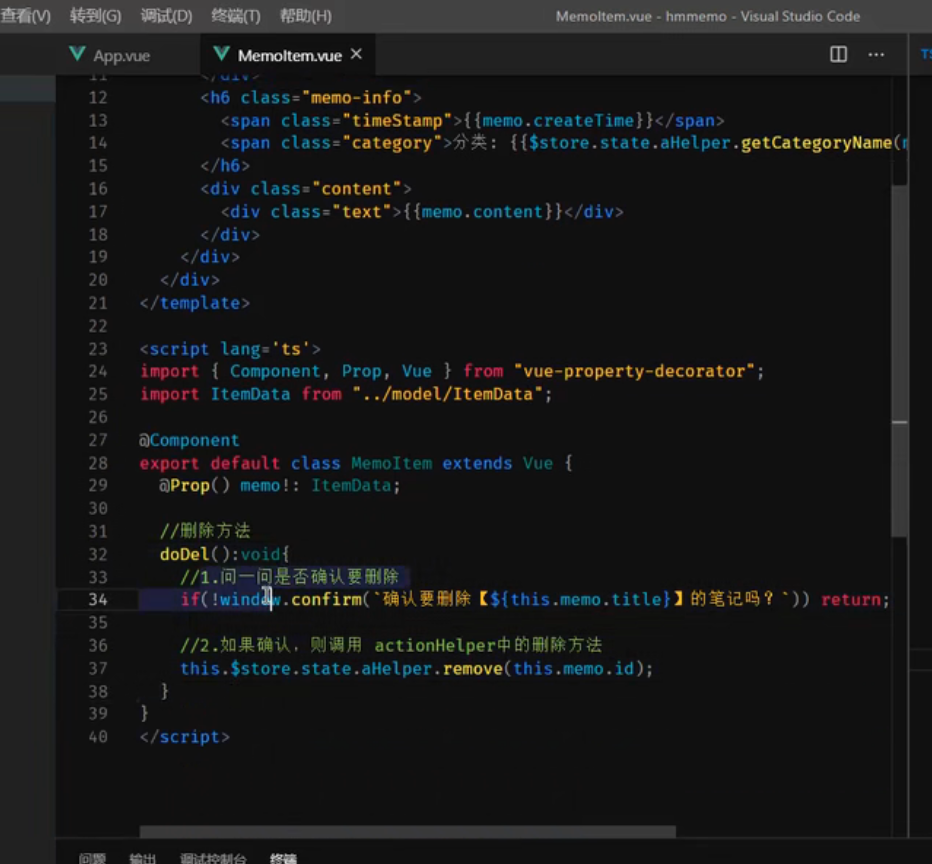 查看(V) 转到(G) 调试(D) 终端(T) 帮助(H) MemoItem.vue - hmmemo - Visual Studio Code
App.vue MemoItem.vue
11 </div>
12 <h6 class="memo-info">
13 <span class="timeStamp">{{memo.createTime}}</span>
14 <span class="category">分类: {{$store.state.aHelper.getCategoryName(
15 </h6>
16 <div class="content">
17 <div class="text">{{memo.content}}</div>
18 </div>
19 </div>
20 </div>
21 </template>
22
23 <script lang='ts'>
24 import { Component, Prop, Vue } from "vue-property-decorator";
25 import ItemData from "../model/ItemData";
26
27 @Component
28 export default class MemoItem extends Vue {
29 @Prop() memo!: ItemData;
30
31 //删除方法
32 doDel():void{
33 //1.问一问是否确认要删除
34 if(!window.confirm(`确认要删除【${this.memo.title}】的笔记吗？`)) return;
35
36 //2.如果确认，则调用 actionHelper中的删除方法
37 this.$store.state.aHelper.remove(this.memo.id);
38 }
39 }
40 </script>
问题 输出 调试控制台 终端